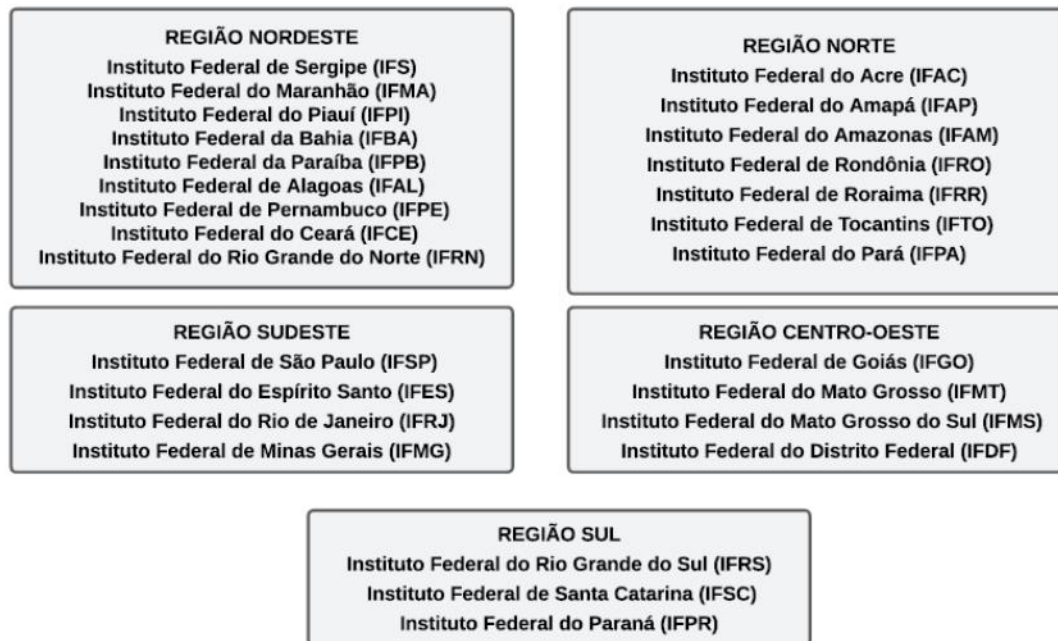 REGIÃO NORDESTE
Instituto Federal de Sergipe (IFS)
Instituto Federal do Maranhão (IFMA)
Instituto Federal do Piauí (IFPI)
Instituto Federal da Bahia (IFBA)
Instituto Federal da Paraíba (IFPB)
Instituto Federal de Alagoas (IFAL)
Instituto Federal de Pernambuco (IFPE)
Instituto Federal do Ceará (IFCE)
Instituto Federal do Rio Grande do Norte (IFRN)
REGIÃO NORTE
Instituto Federal do Acre (IFAC)
Instituto Federal do Amapá (IFAP)
Instituto Federal do Amazonas (IFAM)
Instituto Federal de Rondônia (IFRO)
Instituto Federal de Roraima (IFRR)
Instituto Federal de Tocantins (IFTO)
Instituto Federal do Pará (IFPA)
REGIÃO SUDESTE
Instituto Federal de São Paulo (IFSP)
Instituto Federal do Espírito Santo (IFES)
Instituto Federal do Rio de Janeiro (IFRJ)
Instituto Federal de Minas Gerais (IFMG)
REGIÃO CENTRO-OESTE
Instituto Federal de Goiás (IFGO)
Instituto Federal do Mato Grosso (IFMT)
Instituto Federal do Mato Grosso do Sul (IFMS)
Instituto Federal do Distrito Federal (IFDF)
REGIÃO SUL
Instituto Federal do Rio Grande do Sul (IFRS)
Instituto Federal de Santa Catarina (IFSC)
Instituto Federal do Paraná (IFPR)